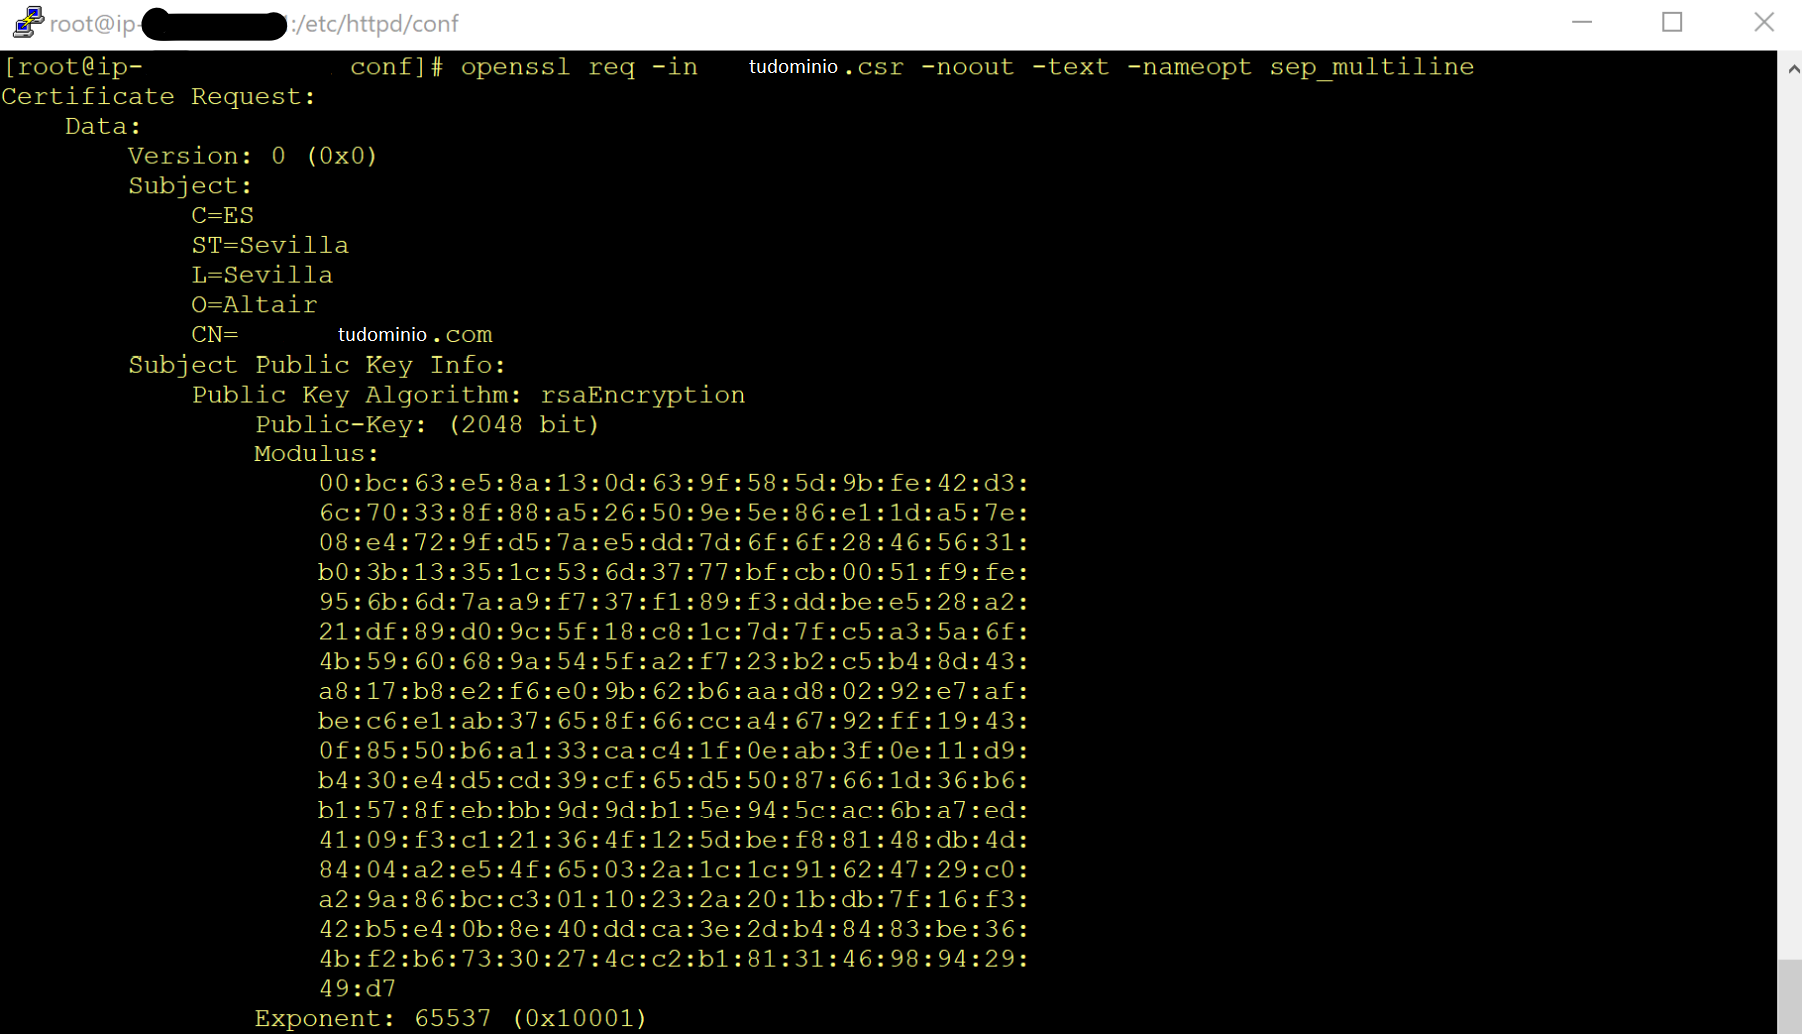 root@ip- :/etc/httpd/conf
[root@ip- conf]# openssl req -in tudominio.csr -noout -text -nameopt sep_multiline
Certificate Request:
    Data:
        Version: 0 (0x0)
        Subject:
            C=ES
            ST=Sevilla
            L=Sevilla
            O=Altair
            CN= tudominio.com
        Subject Public Key Info:
            Public Key Algorithm: rsaEncryption
                Public-Key: (2048 bit)
                Modulus:
                    00:bc:63:e5:8a:13:0d:63:9f:58:5d:9b:fe:42:d3:
                    6c:70:33:8f:88:a5:26:50:9e:5e:86:e1:1d:a5:7e:
                    08:e4:72:9f:d5:7a:e5:dd:7d:6f:6f:28:46:56:31:
                    b0:3b:13:35:1c:53:6d:37:77:bf:cb:00:51:f9:fe:
                    95:6b:6d:7a:a9:f7:37:f1:89:f3:dd:be:e5:28:a2:
                    21:df:89:d0:9c:5f:18:c8:1c:7d:7f:c5:a3:5a:6f:
                    4b:59:60:68:9a:54:5f:a2:f7:23:b2:c5:b4:8d:43:
                    a8:17:b8:e2:f6:e0:9b:62:b6:aa:d8:02:92:e7:af:
                    be:c6:e1:ab:37:65:8f:66:cc:a4:67:92:ff:19:43:
                    0f:85:50:b6:a1:33:ca:c4:1f:0e:ab:3f:0e:11:d9:
                    b4:30:e4:d5:cd:39:cf:65:d5:50:87:66:1d:36:b6:
                    b1:57:8f:eb:bb:9d:9d:b1:5e:94:5c:ac:6b:a7:ed:
                    41:09:f3:c1:21:36:4f:12:5d:be:f8:81:48:db:4d:
                    84:04:a2:e5:4f:65:03:2a:1c:1c:91:62:47:29:c0:
                    a2:9a:86:bc:c3:01:10:23:2a:20:1b:db:7f:16:f3:
                    42:b5:e4:0b:8e:40:dd:ca:3e:2d:b4:84:83:be:36:
                    4b:f2:b6:73:30:27:4c:c2:b1:81:31:46:98:94:29:
                    49:d7
                Exponent: 65537 (0x10001)